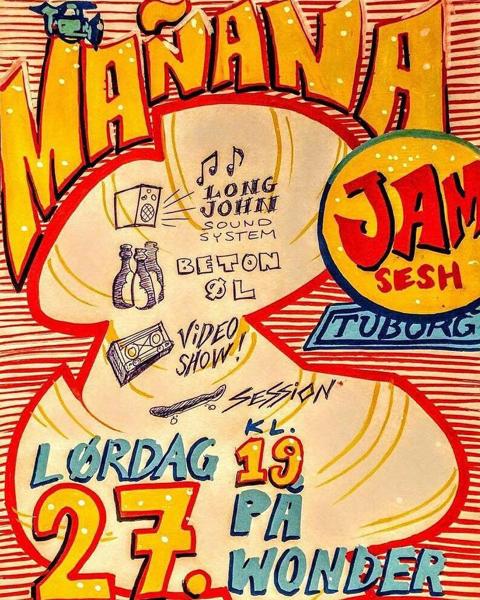 MAÑANA
JAM
SESH
TUBORG
LONG
JOHN
SOUND
SYSTEM
BETON
ØL
VIDEO
SHOW!
SESSION
LØRDAG
27.
KL.
19
PÅ
WONDER